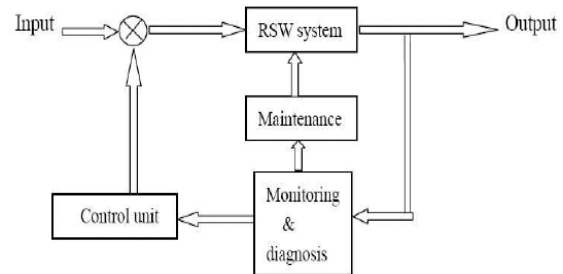 Input
RSW system
Output
Maintenance
Monitoring
&
diagnosis
Control unit